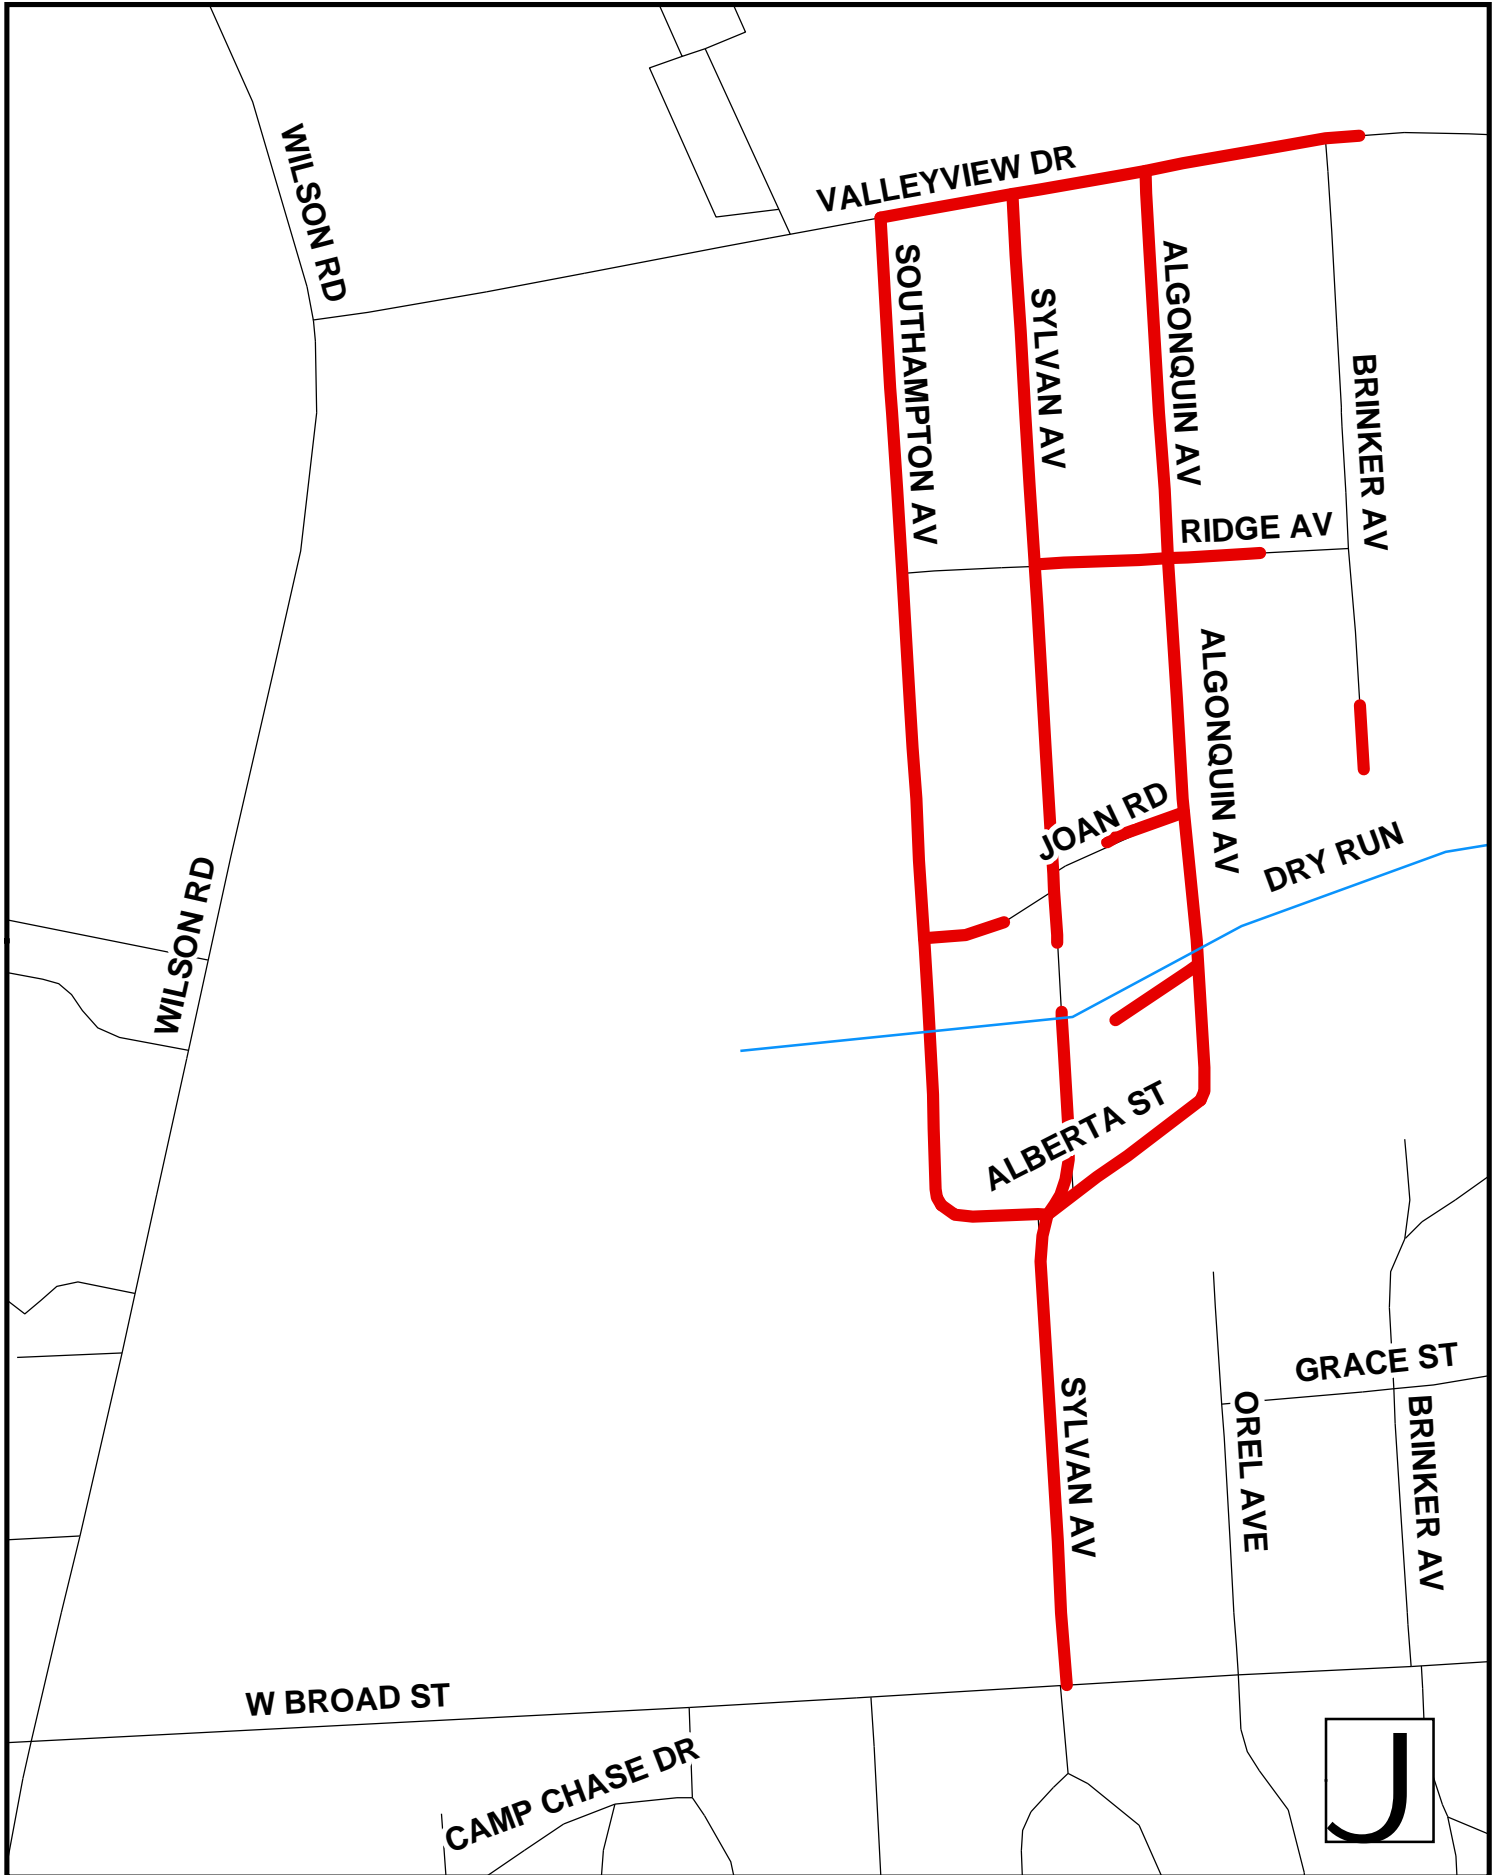 WILSON RD
VALLEYVIEW DR
SOUTHAMPTON AV
SYLVAN AV
ALGONQUIN AV
BRINKER AV
RIDGE AV
ALGONQUIN AV
JOAN RD
DRY RUN
WILSON RD
ALBERTA ST
GRACE ST
SYLVAN AV
OREL AVE
BRINKER AV
W BROAD ST
CAMP CHASE DR
J